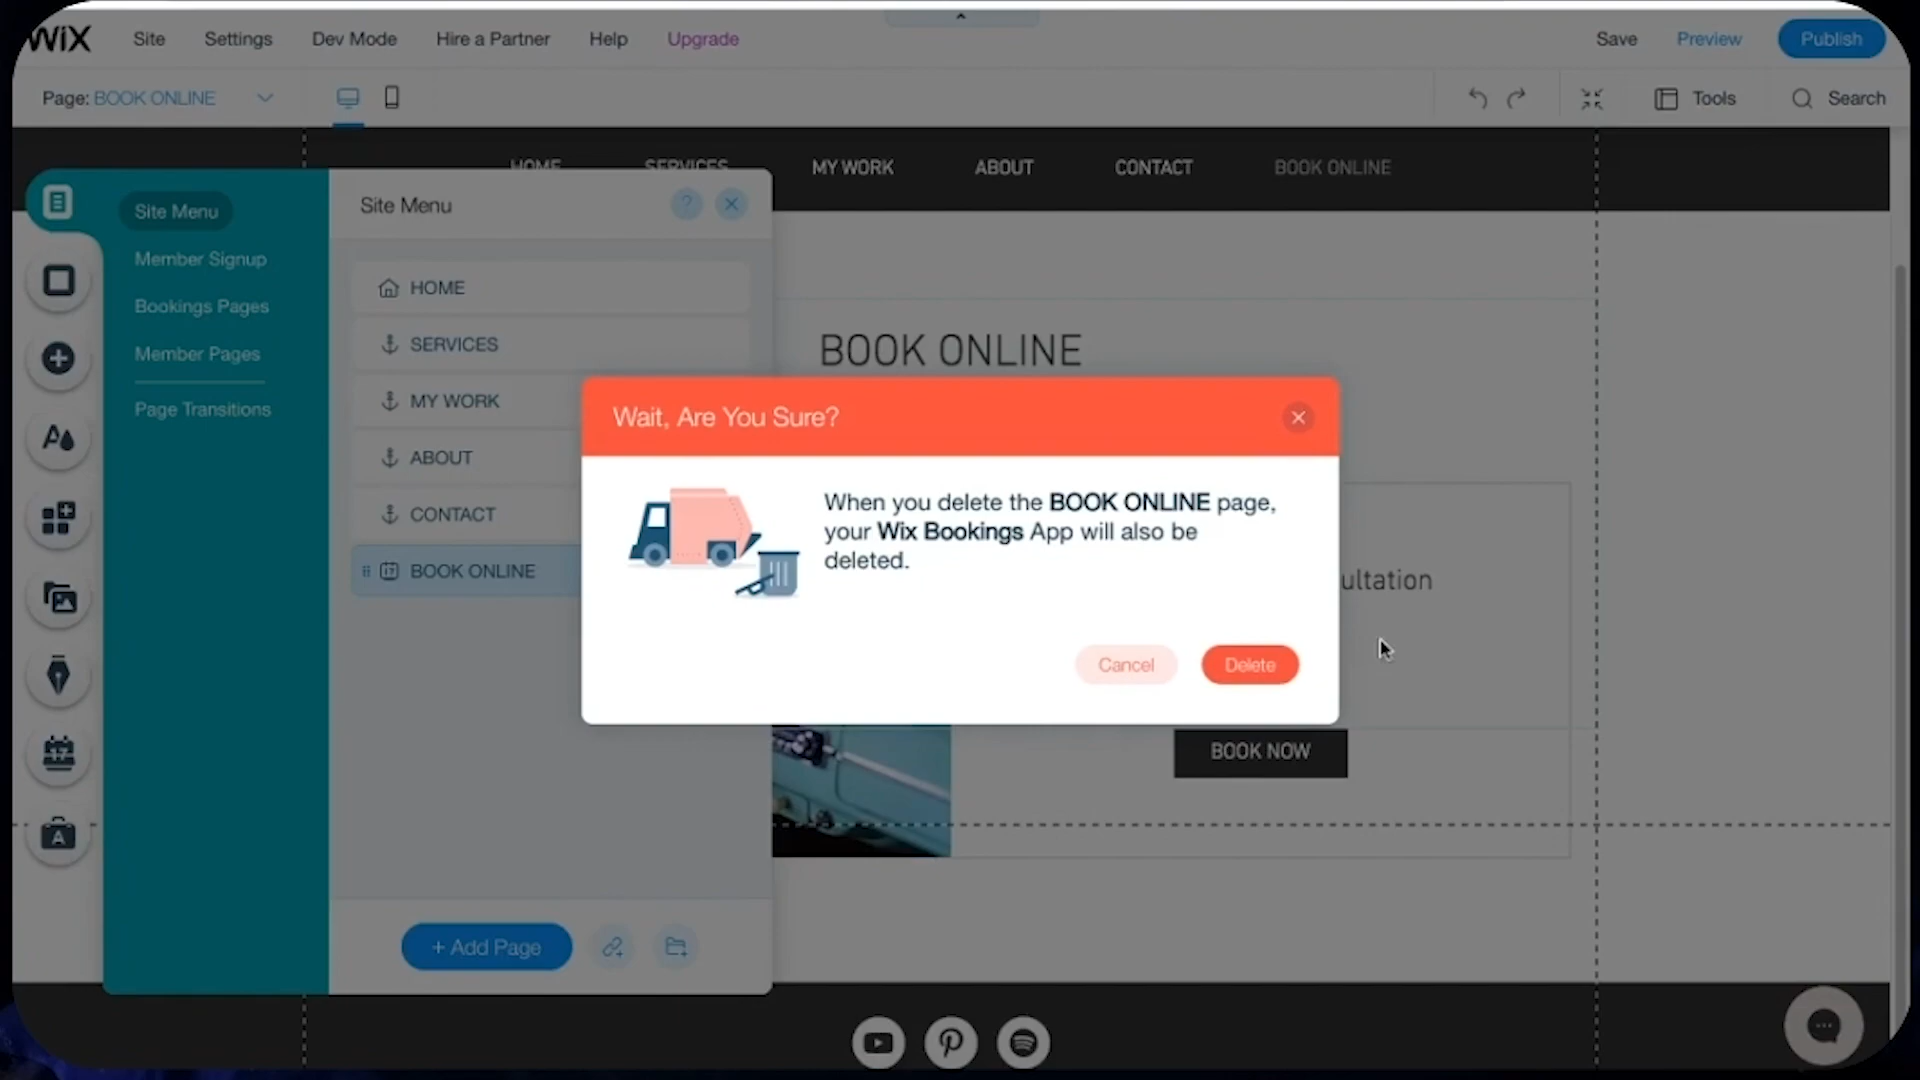 WiX Site Settings Dev Mode Hire a Partner Help Upgrade Save Preview Publish
Page: BOOK ONLINE Tools Search
HOME SERVICES MY WORK ABOUT CONTACT BOOK ONLINE
Site Menu
Member Signup
Bookings Pages
Member Pages
Page Transitions
Site Menu ?
HOME
SERVICES
MY WORK
ABOUT
CONTACT
BOOK ONLINE
+ Add Page
BOOK ONLINE
Wait, Are You Sure?
When you delete the BOOK ONLINE page,
your Wix Bookings App will also be
deleted.
Cancel Delete
ultation
BOOK NOW